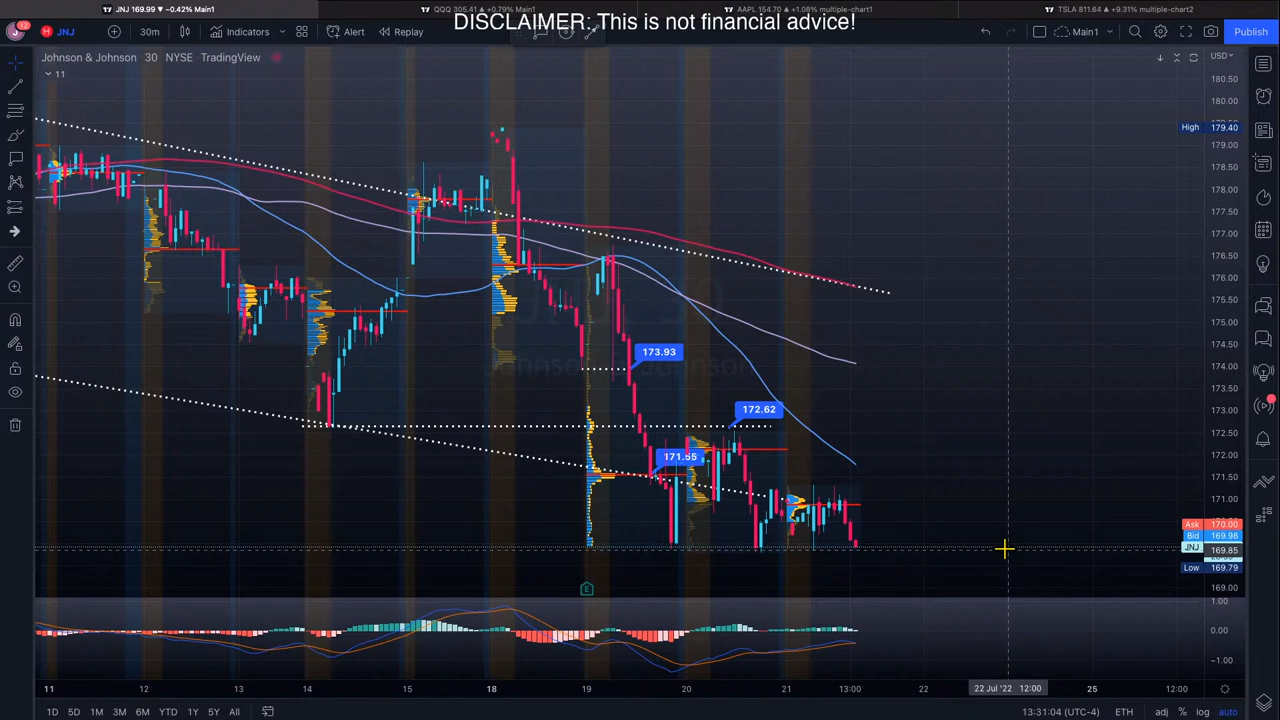 JNJ 169.99 ▼ −0.42% Main1
QQQ 305.41 ▲ +0.79% Main1
AAPL 154.70 ▲ +1.08% multiple-chart1
TSLA 811.64 ▲ +9.31% multiple-chart2
DISCLAIMER: This is not financial advice!
J
12
H
JNJ
30m
Indicators
Alert
Replay
Main1
Publish
Johnson & Johnson 30 NYSE TradingView
11
USD
180.50
180.00
High 179.40
179.00
178.50
178.00
177.50
177.00
176.50
176.00
175.50
175.00
174.50
174.00
173.50
173.00
172.50
172.00
171.50
171.00
Ask 170.00
Bid 169.98
JNJ
169.85
Low 169.79
169.00
173.93
172.62
171.55
Johnson & Johnson
E
1.00
0.00
−1.00
11
12
13
14
15
18
19
20
21
13:00
22
22 Jul '22 12:00
25
12:00
1D
5D
1M
3M
6M
YTD
1Y
5Y
All
13:31:04 (UTC-4)
ETH
adj
%
log
auto